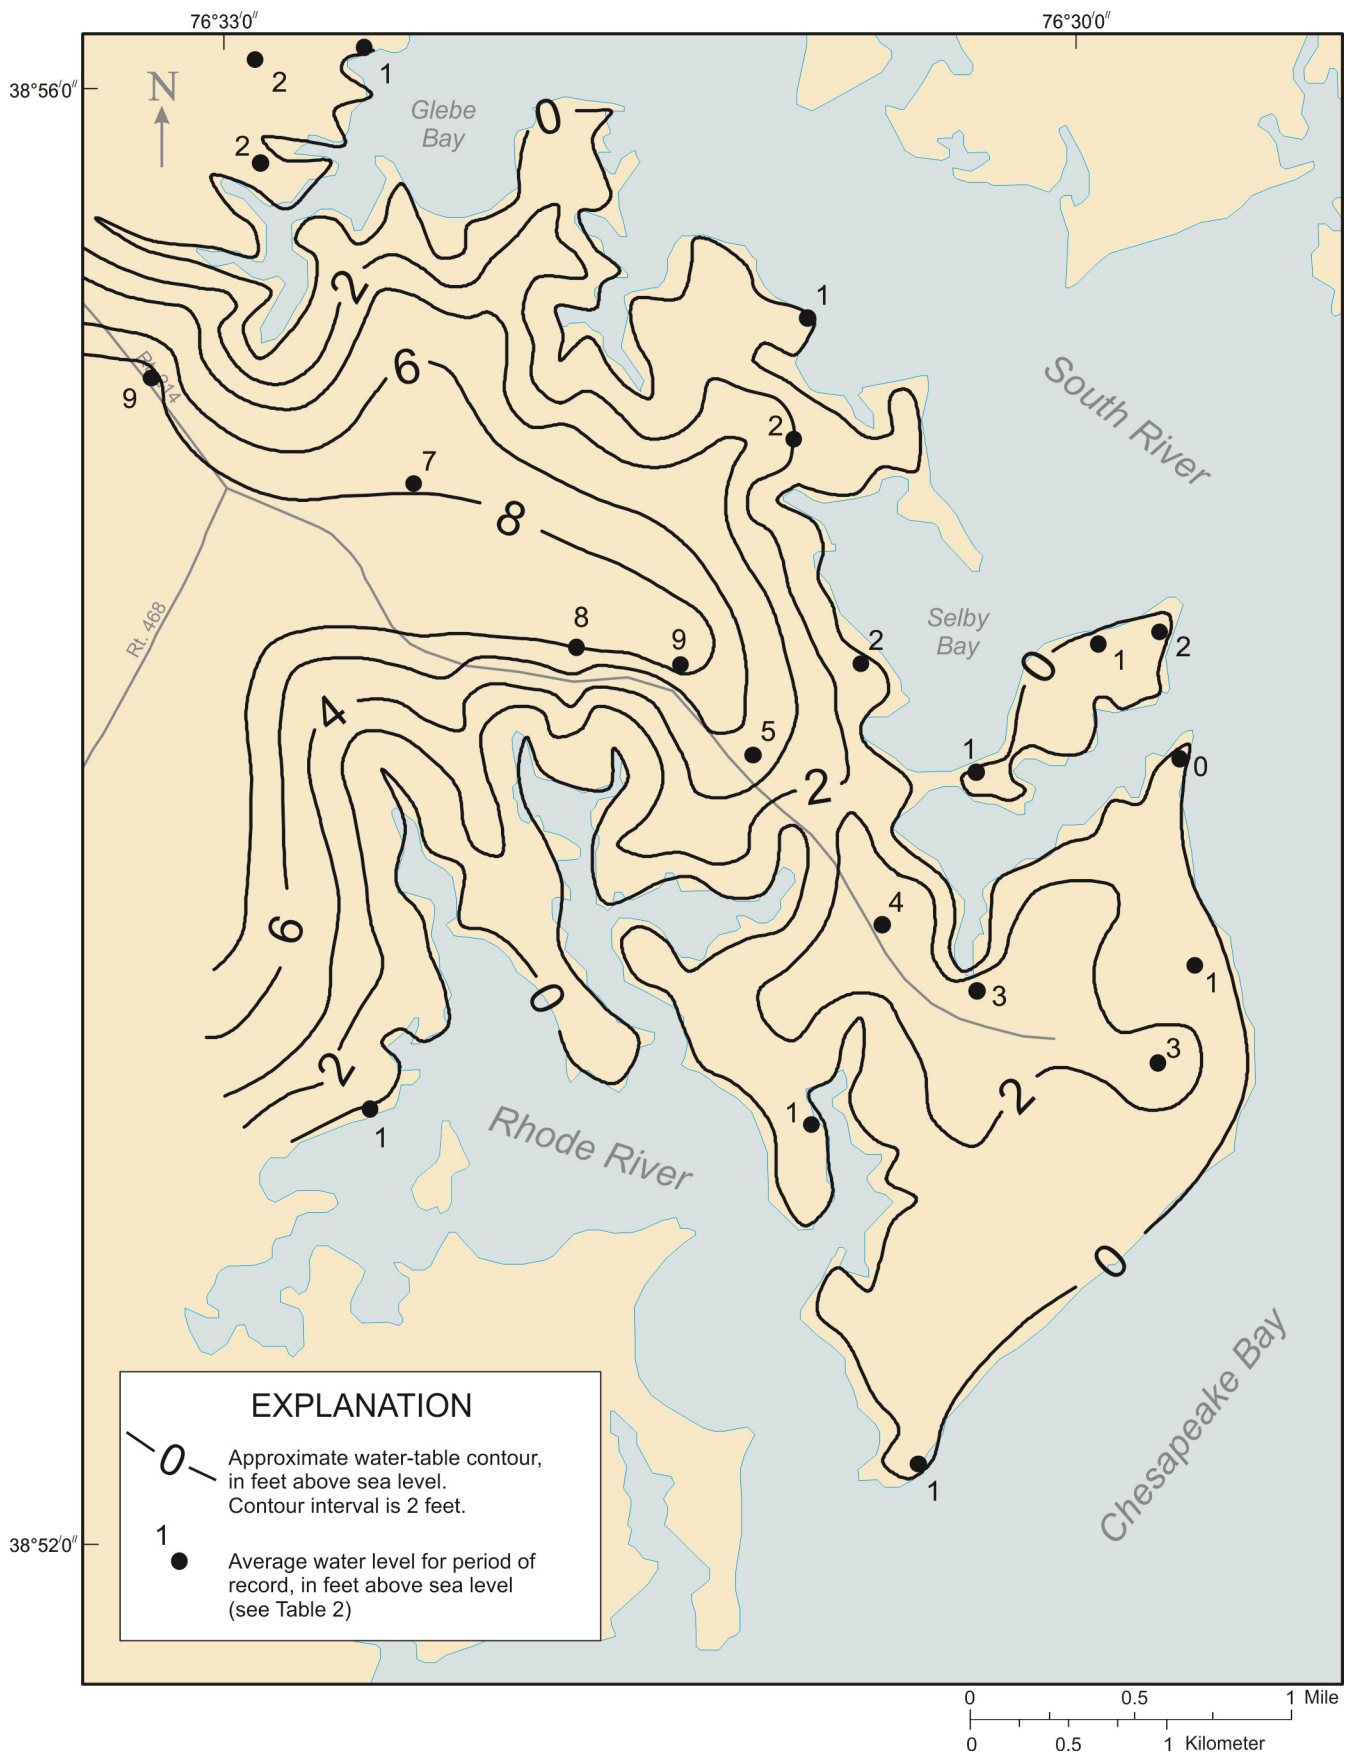 76°33′0″ 76°30′0″
38°56′0″
N
2
1
Glebe
Bay
0
2
2
1
6
Rt. 214
9
South River
2
7
8
Rt. 468
8
9
Selby
Bay
2
0
1
2
4
5
1
0
2
4
6
3
1
0
3
2
2
1
1
Rhode River
0
Chesapeake Bay
1
EXPLANATION
0
Approximate water-table contour,
in feet above sea level.
Contour interval is 2 feet.
1
Average water level for period of
record, in feet above sea level
(see Table 2)
38°52′0″
0 0.5 1 Mile
0 0.5 1 Kilometer